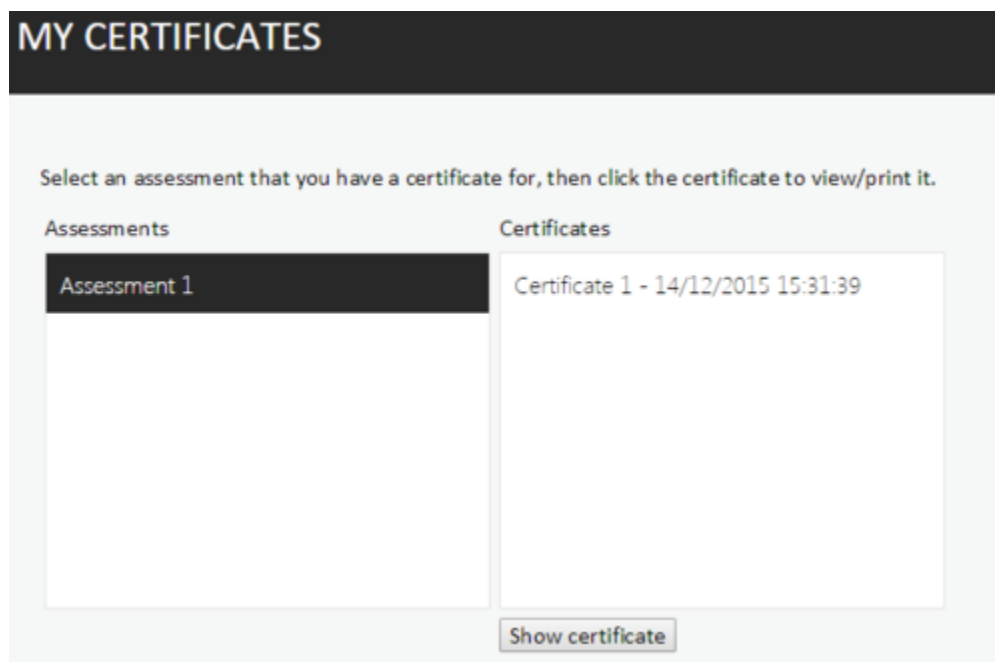 MY CERTIFICATES
Select an assessment that you have a certificate for, then click the certificate to view/print it.
Assessments
Certificates
Assessment 1
Certificate 1 - 14/12/2015 15:31:39
Show certificate